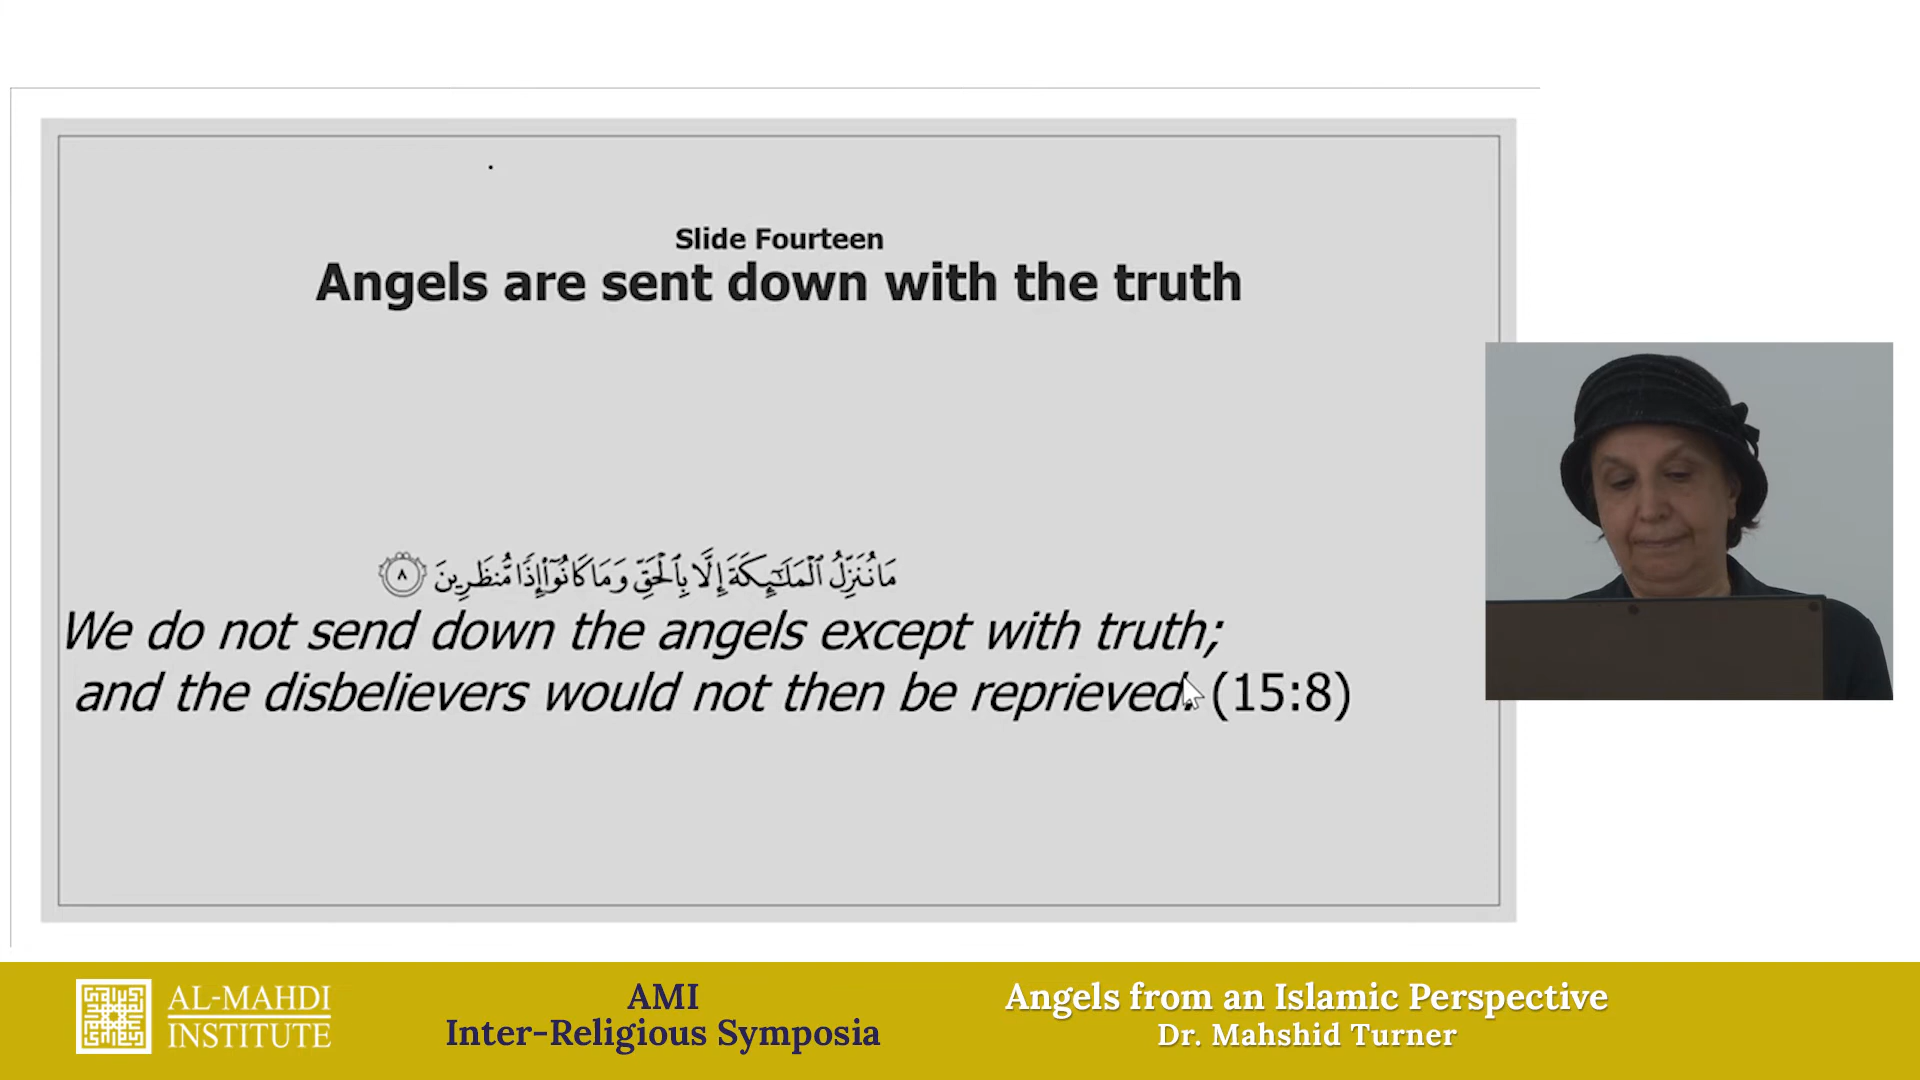 Slide Fourteen
Angels are sent down with the truth
مَا نُنَزِّلُ ٱلْمَلَـٰٓئِكَةَ إِلَّا بِٱلْحَقِّ وَمَا كَانُوٓا۟ إِذًا مُّنظَرِينَ ٨
We do not send down the angels except with truth;
and the disbelievers would not then be reprieved. (15:8)
AL-MAHDI
INSTITUTE
AMI
Inter-Religious Symposia
Angels from an Islamic Perspective
Dr. Mahshid Turner